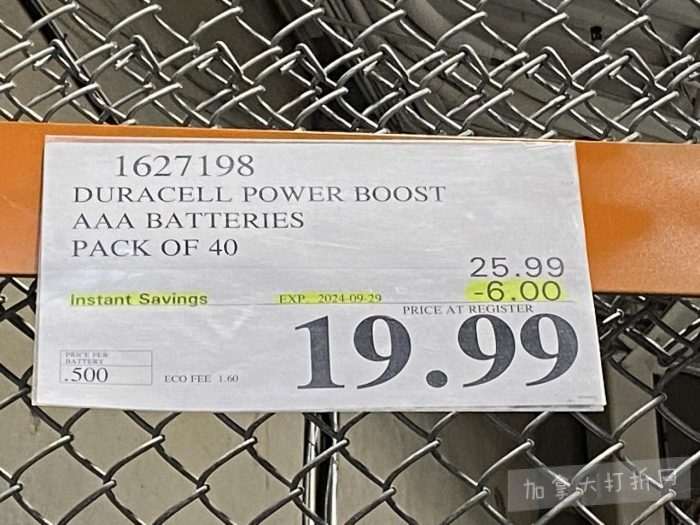 1627198
DURACELL POWER BOOST
AAA BATTERIES
PACK OF 40
25.99
Instant Savings EXP. 2024-09-29 -6.00
PRICE AT REGISTER
19.99
PRICE PER
BATTERY
.500
ECO FEE 1.60
加拿大打折网